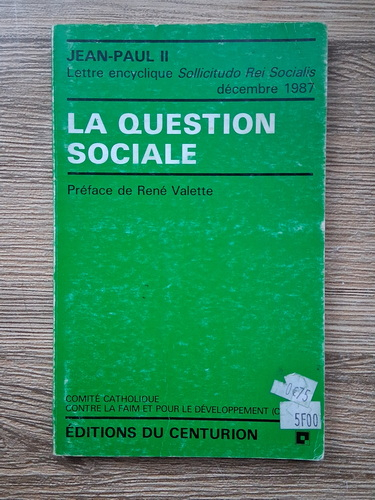 JEAN-PAUL II
Lettre encyclique Sollicitudo Rei Socialis
décembre 1987
LA QUESTION
SOCIALE
Préface de René Valette
COMITÉ CATHOLIQUE
CONTRE LA FAIM ET POUR LE DÉVELOPPEMENT
5F00
ÉDITIONS DU CENTURION